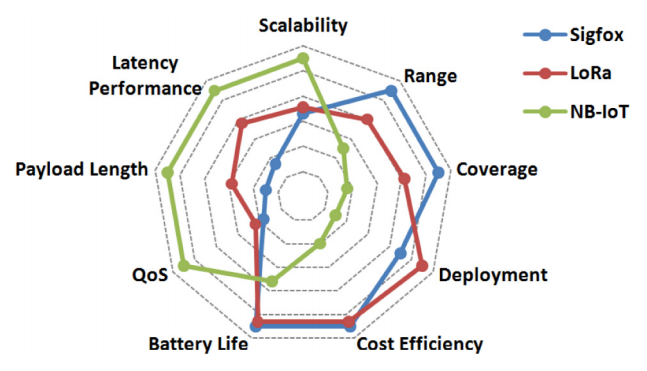 Scalability
Sigfox
LoRa
NB-IoT
Latency
Performance
Range
Payload Length
Coverage
QoS
Deployment
Battery Life
Cost Efficiency